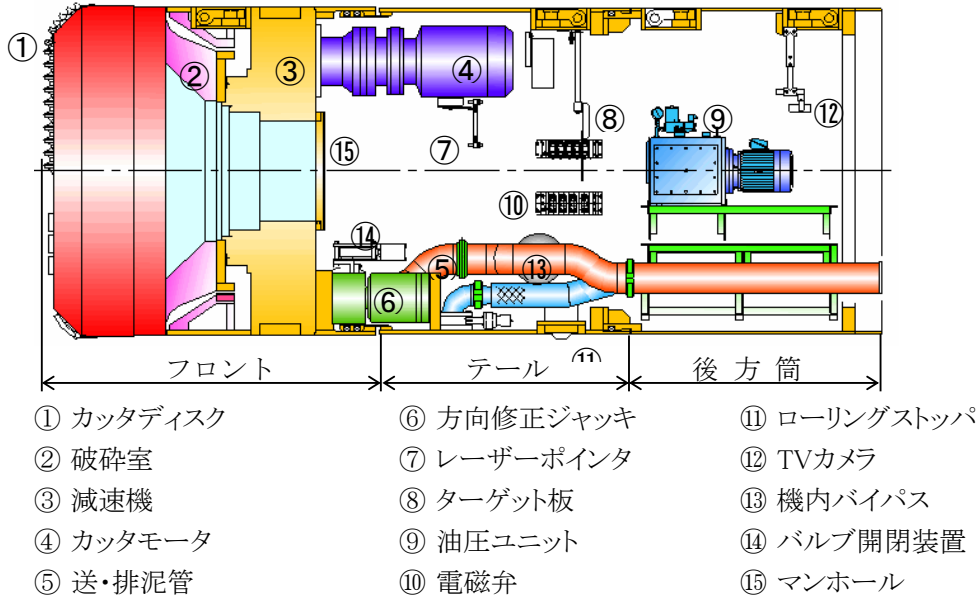 ①
②
③
④
⑧
⑨
⑫
⑦
⑮
⑩
⑭
⑤
⑬
⑥
⑪
フロント
テール
後方筒
① カッタディスク
② 破砕室
③ 減速機
④ カッタモータ
⑤ 送・排泥管
⑥ 方向修正ジャッキ
⑦ レーザーポインタ
⑧ ターゲット板
⑨ 油圧ユニット
⑩ 電磁弁
⑪ ローリングストッパ
⑫ TVカメラ
⑬ 機内バイパス
⑭ バルブ開閉装置
⑮ マンホール